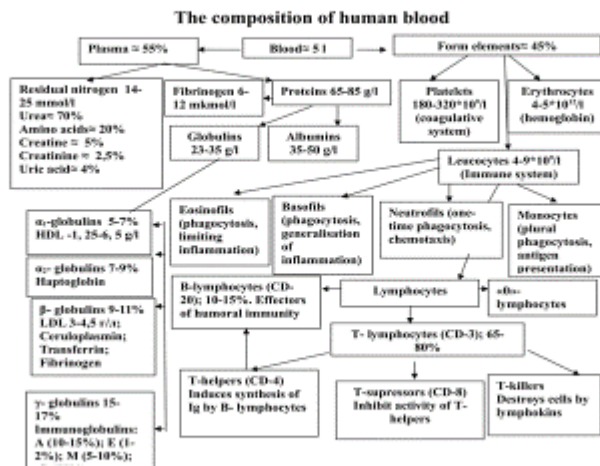 The composition of human blood
Plasma ≈ 55%
Blood≈ 5 l
Form elements≈ 45%
Residual nitrogen 14-
25 mmol/l
Urea≈ 70%
Amino acids≈ 20%
Creatine ≈ 5%
Creatinine ≈ 2,5%
Uric acid≈ 4%
Fibrinogen 6-
12 mkmol/l
Proteins 65-85 g/l
Platelets
180-320*10⁹/l
(coagulative
system)
Erythrocytes
4-5*10¹²/l
(hemoglobin)
Globulins
23-35 g/l
Albumins
35-50 g/l
Leucocytes 4-9*10⁹/l
(Immune system)
α₁-globulins 5-7%
HDL -1, 25-6, 5 g/l
Eosinofils
(phagocytosis,
limiting
inflammation)
Basofils
(phagocytosis,
generalisation
of
inflammation)
Neutrofils (one-
time phagocytosis,
chemotaxis)
Monocytes
(plural
phagocytosis,
antigen
presentation)
α₂- globulins 7-9%
Haptoglobin
B-lymphocytes (CD-
20); 10-15%. Effectors
of humoral immunity
Lymphocytes
«0»-
lymphocytes
β- globulins 9-11%
LDL 3-4,5 г/л;
Ceruloplasmin;
Transferrin;
Fibrinogen
T- lymphocytes (CD-3); 65-
80%
T-helpers (CD-4)
Induces synthesis of
Ig by B- lymphocytes
T-supressors (CD-8)
Inhibit activity of T-
helpers
T-killers
Destroys cells by
lymphokins
γ- globulins 15-
17%
Immunoglobulins:
A (10-15%); E (1-
2%); M (5-10%);